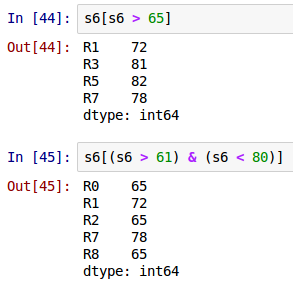 In [44]: s6[s6 > 65]
Out[44]: R1    72
R3    81
R5    82
R7    78
dtype: int64
In [45]: s6[(s6 > 61) & (s6 < 80)]
Out[45]: R0    65
R1    72
R2    65
R7    78
R8    65
dtype: int64